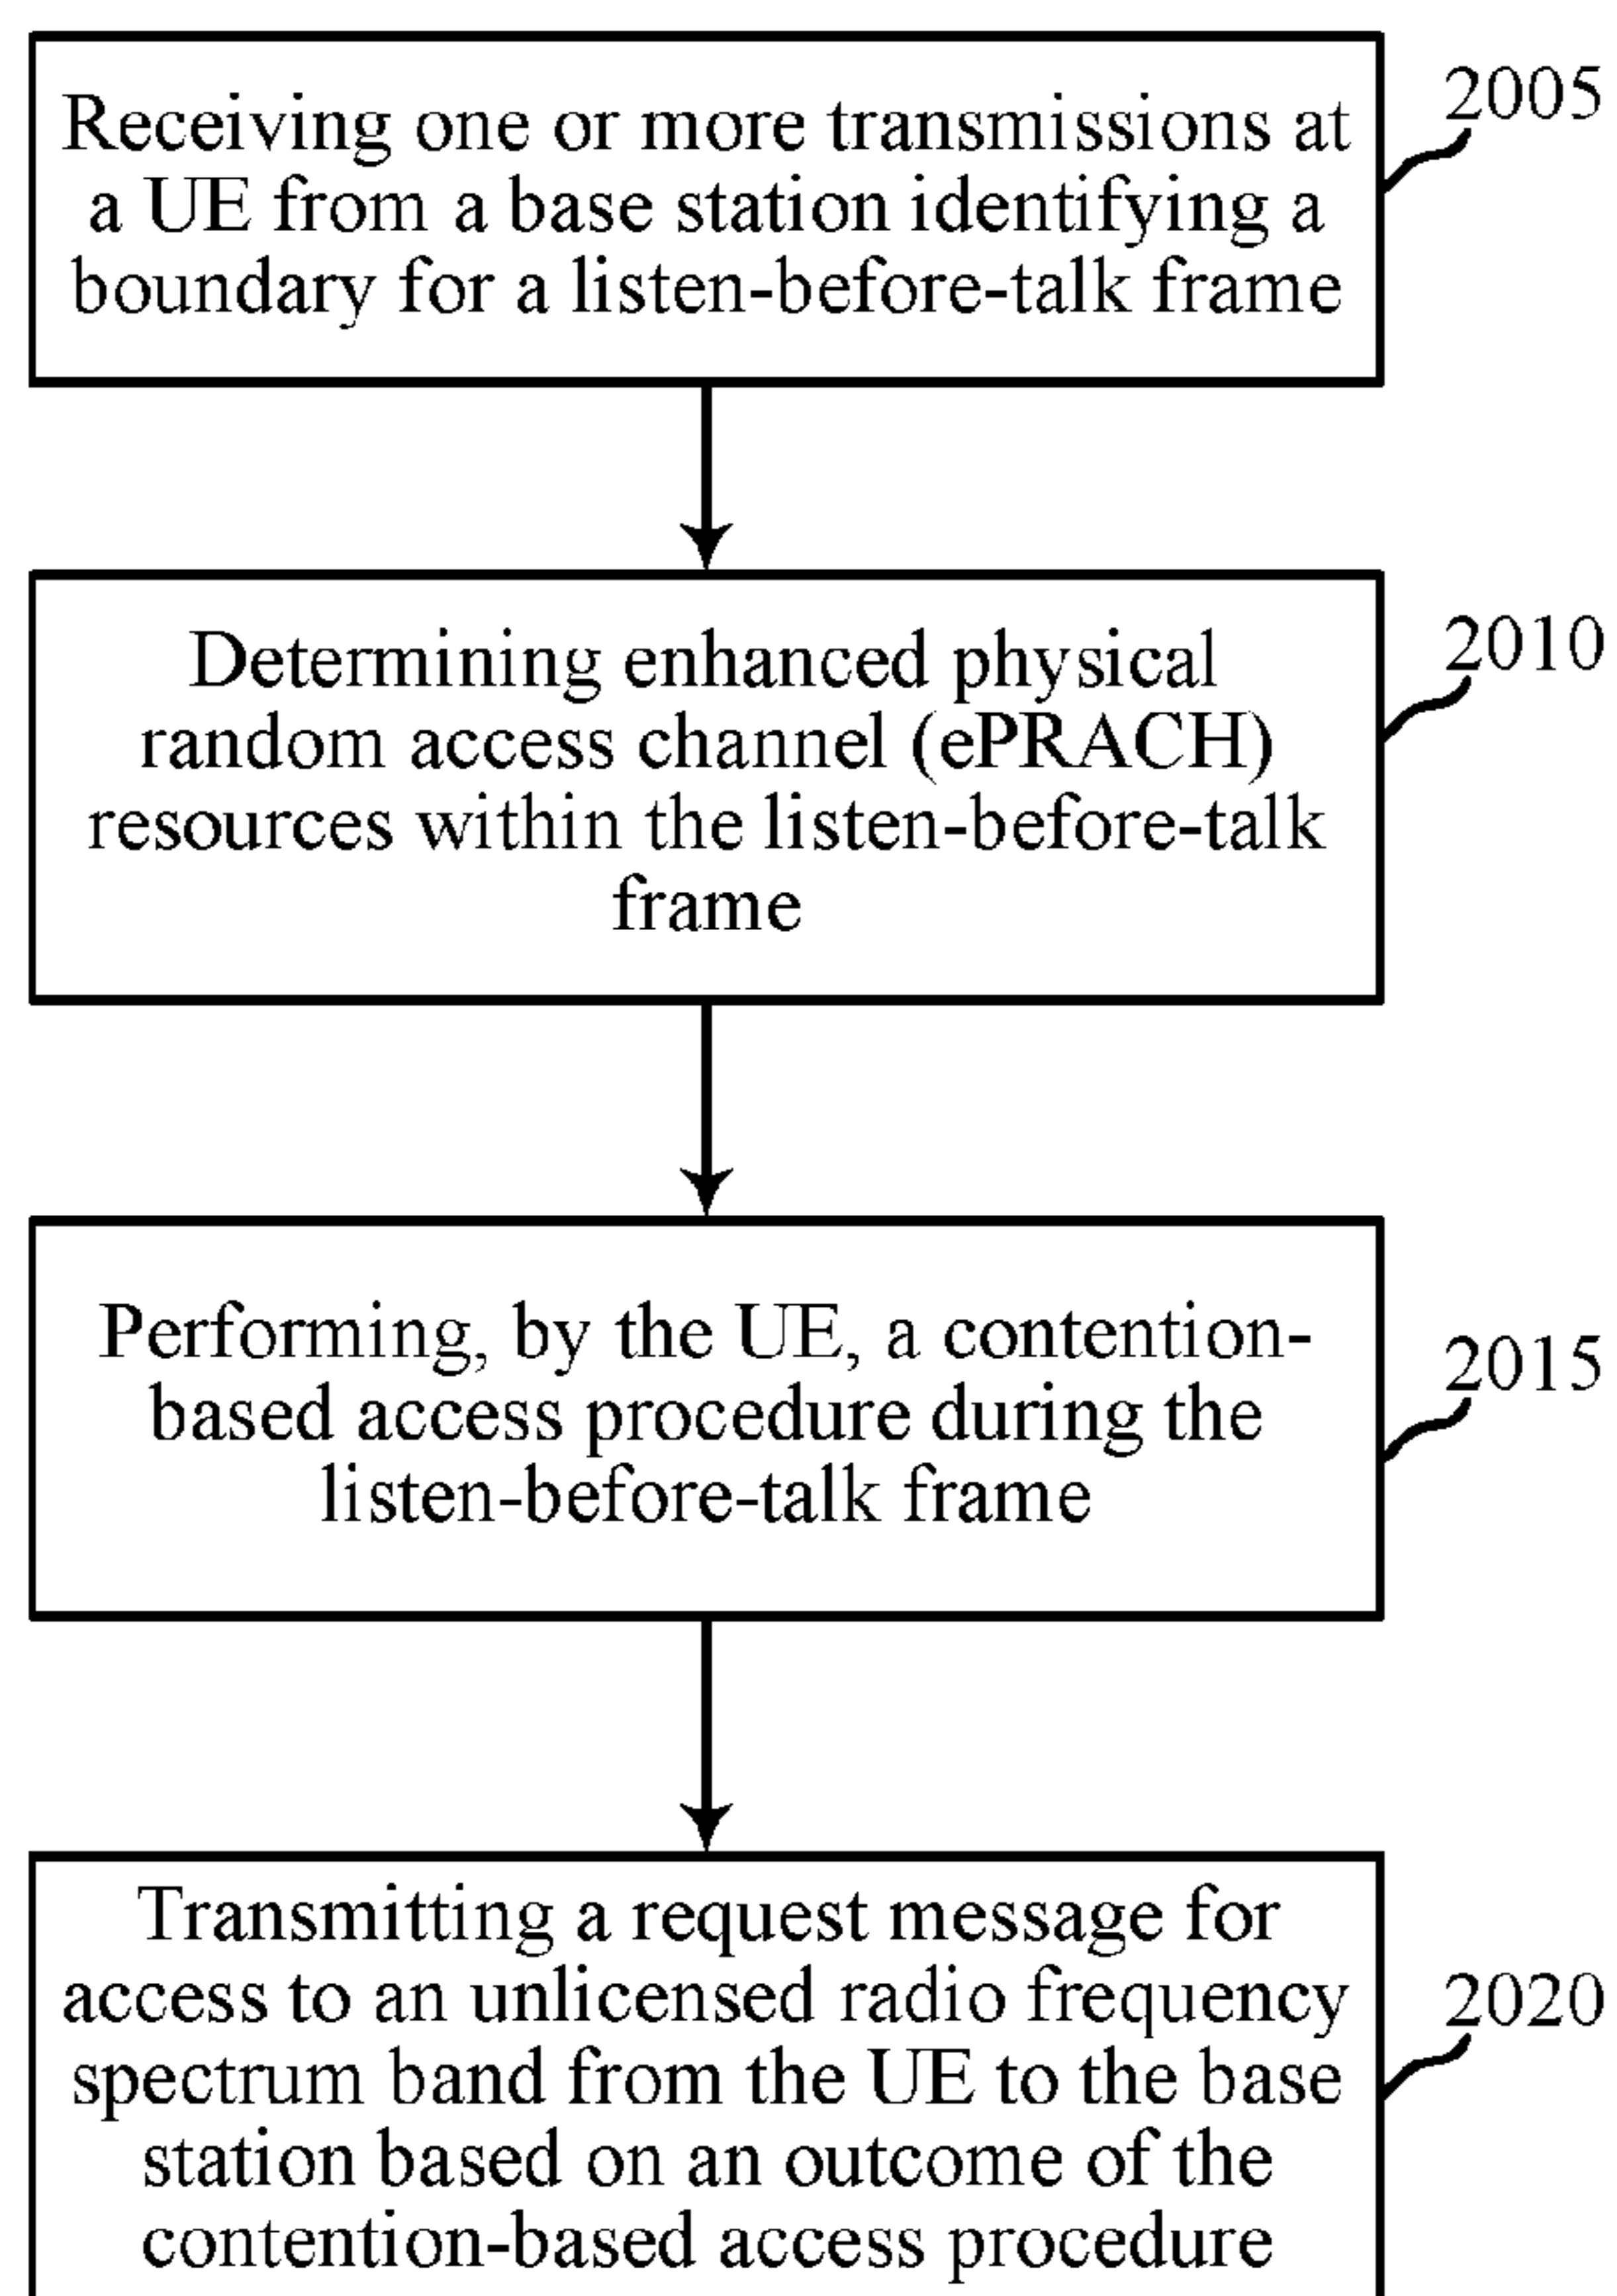 Receiving one or more transmissions at
a UE from a base station identifying a
boundary for a listen-before-talk frame
2005
Determining enhanced physical
random access channel (ePRACH)
resources within the listen-before-talk
frame
2010
Performing, by the UE, a contention-
based access procedure during the
listen-before-talk frame
2015
Transmitting a request message for
access to an unlicensed radio frequency
spectrum band from the UE to the base
station based on an outcome of the
contention-based access procedure
2020